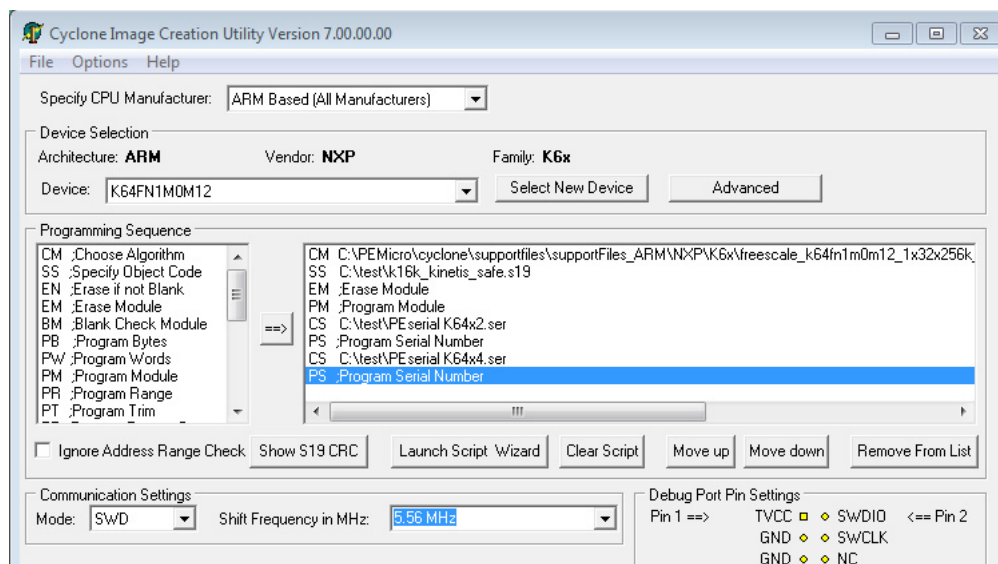 Cyclone Image Creation Utility Version 7.00.00.00
File Options Help
Specify CPU Manufacturer: ARM Based (All Manufacturers)
Device Selection
Architecture: ARM Vendor: NXP Family: K6x
Device: K64FN1M0M12 Select New Device Advanced
Programming Sequence
CM ;Choose Algorithm
SS ;Specify Object Code
EN ;Erase if not Blank
EM ;Erase Module
BM ;Blank Check Module
PB ;Program Bytes
PW ;Program Words
PM ;Program Module
PR ;Program Range
PT ;Program Trim
==>
CM C:\PEMicro\cyclone\supportfiles\supportFiles_ARM\NXP\K6x\freescale_k64fn1m0m12_1x32x256k_
SS C:\test\k16k_kinetis_safe.s19
EM ;Erase Module
PM ;Program Module
CS C:\test\PEserial K64x2.ser
PS ;Program Serial Number
CS C:\test\PEserial K64x4.ser
PS ;Program Serial Number
Ignore Address Range Check Show S19 CRC Launch Script Wizard Clear Script Move up Move down Remove From List
Communication Settings
Mode: SWD Shift Frequency in MHz: 5.56 MHz
Debug Port Pin Settings
Pin 1 ==> TVCC SWDIO <== Pin 2
GND SWCLK
GND NC